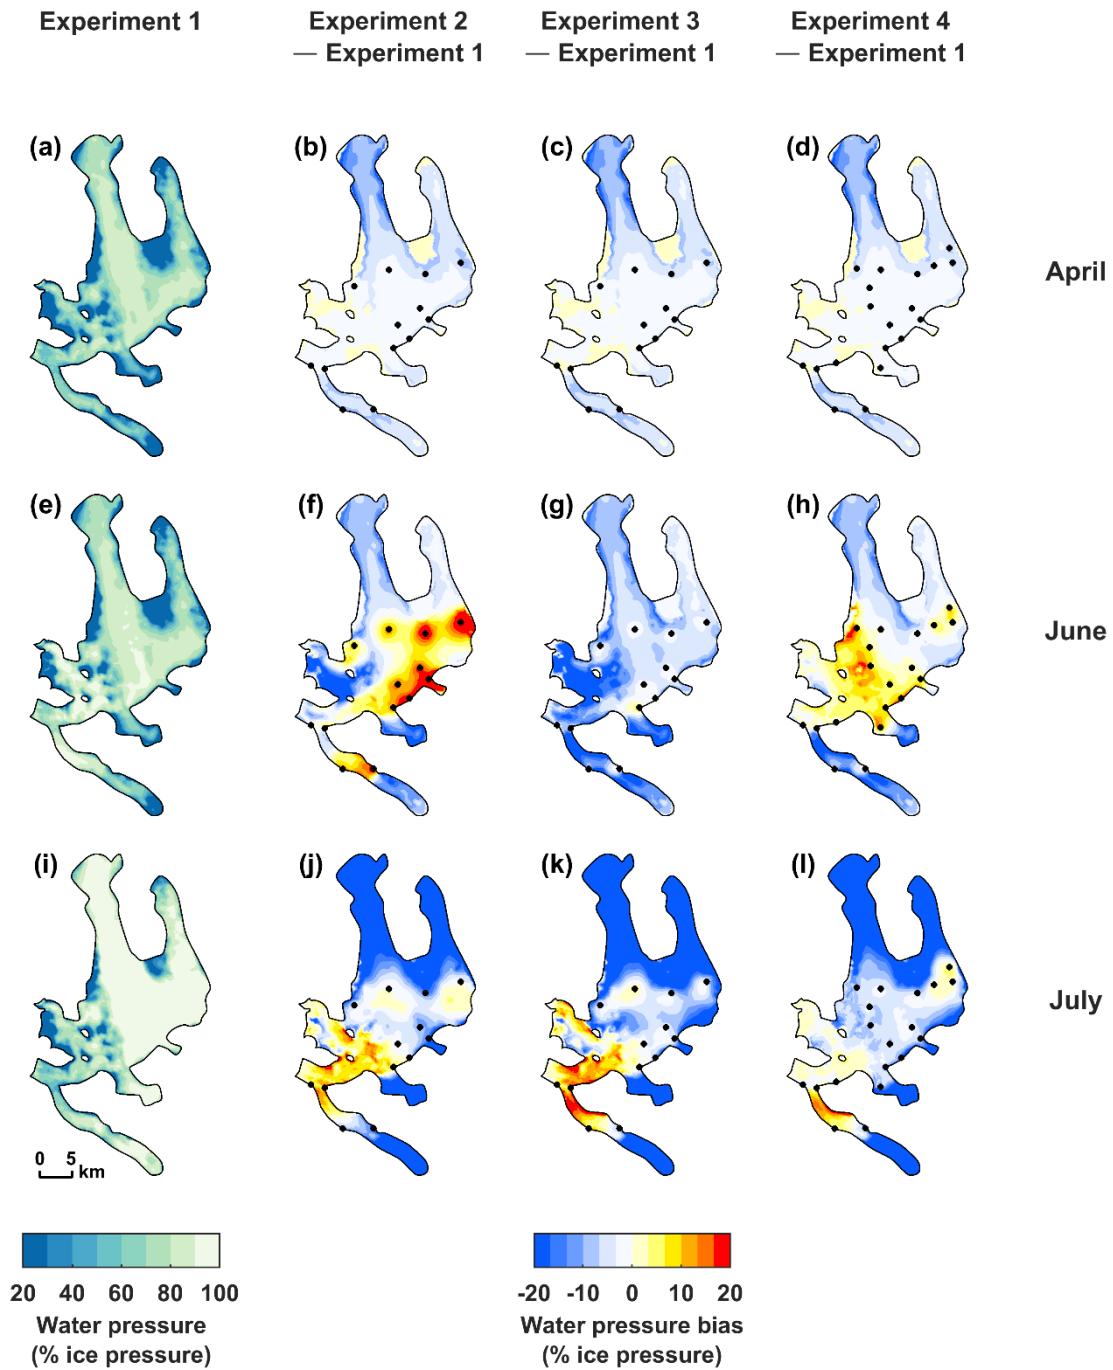 Experiment 1
Experiment 2
— Experiment 1
Experiment 3
— Experiment 1
Experiment 4
— Experiment 1
(a)
(b)
(c)
(d)
April
(e)
(f)
(g)
(h)
June
(i)
(j)
(k)
(l)
July
0 5
km
20 40 60 80 100
Water pressure
(% ice pressure)
-20 -10 0 10 20
Water pressure bias
(% ice pressure)